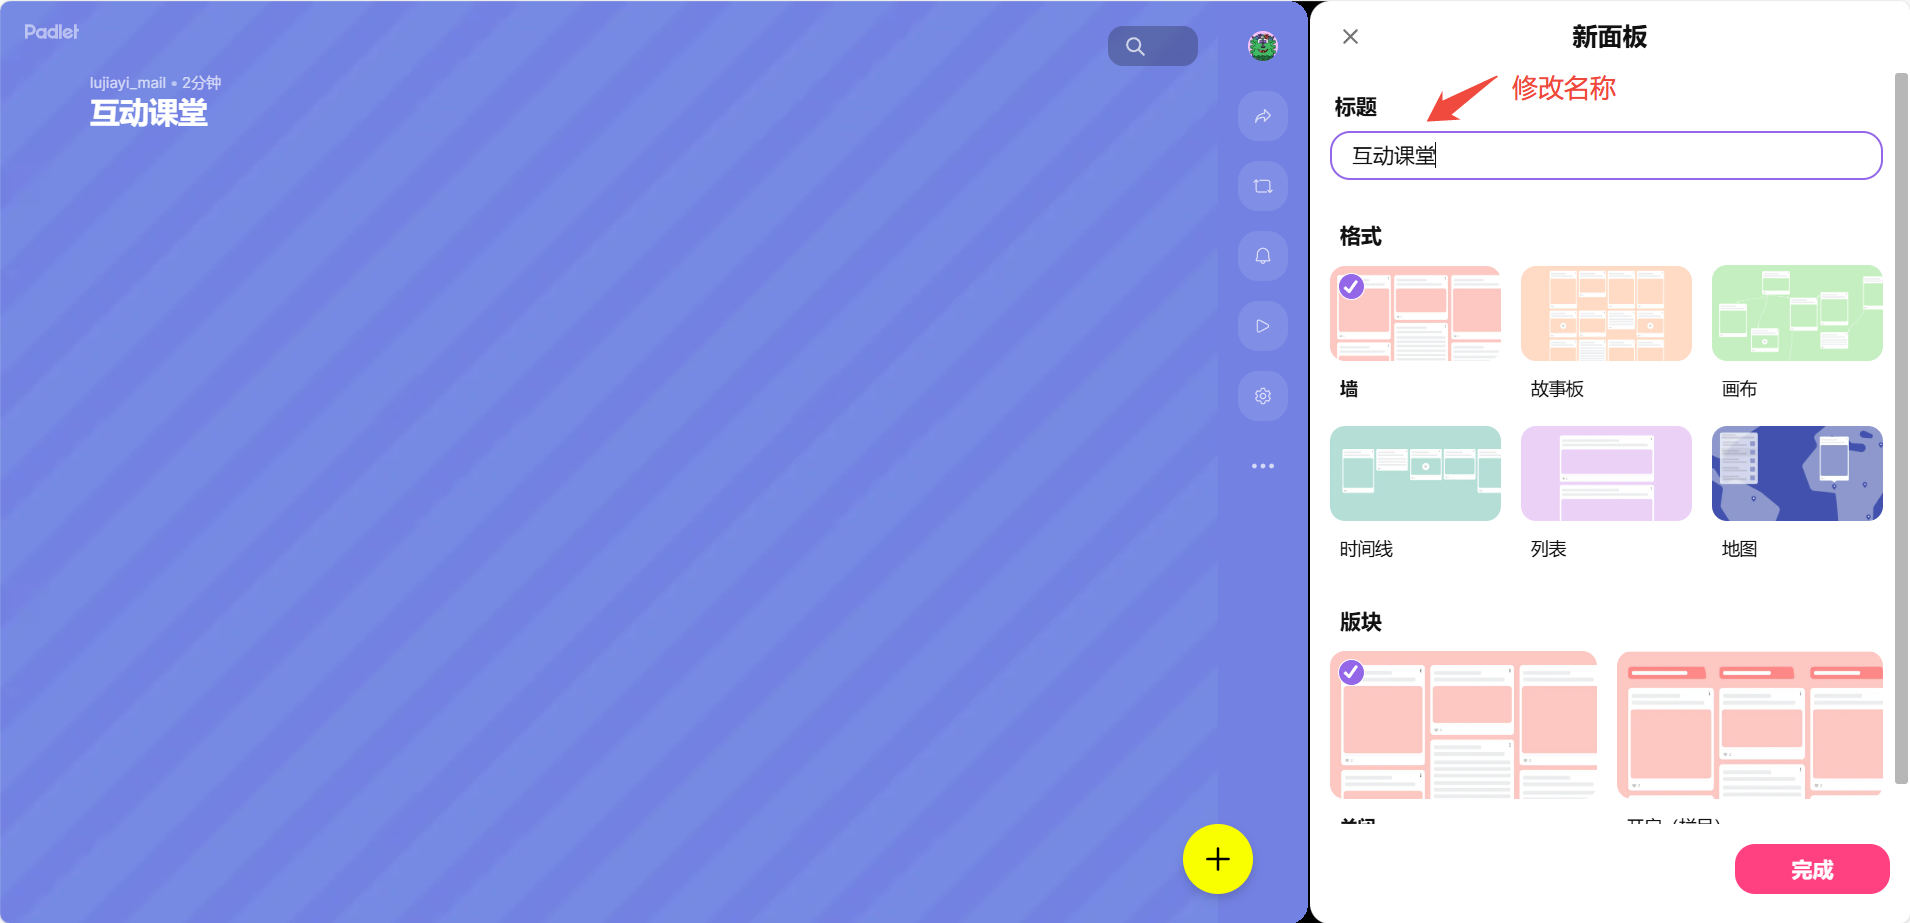 Padlet
lujiayi_mail • 2分钟
互动课堂
新面板
修改名称
标题
互动课堂
格式
墙
故事板
画布
时间线
列表
地图
版块
完成